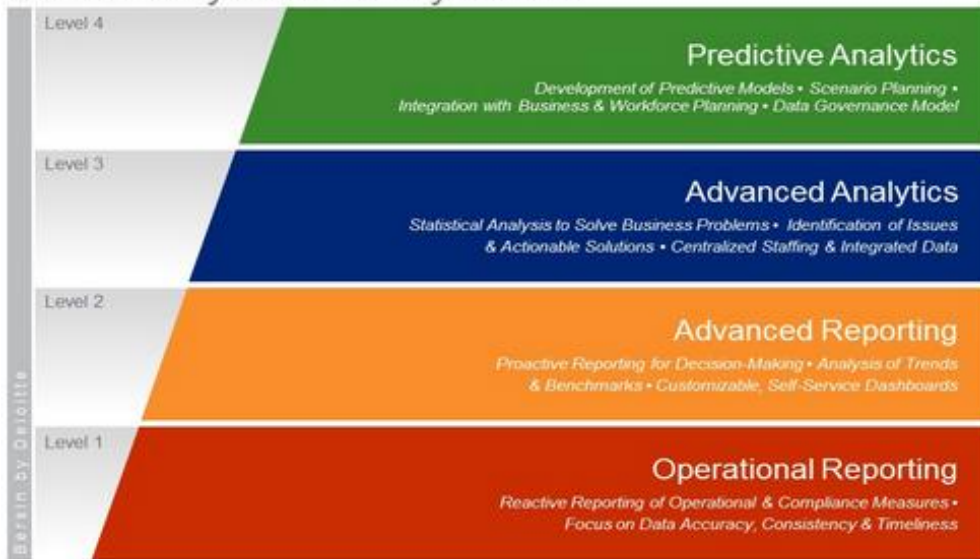 Level 4
Predictive Analytics
Development of Predictive Models • Scenario Planning •
Integration with Business & Workforce Planning • Data Governance Model
Level 3
Advanced Analytics
Statistical Analysis to Solve Business Problems • Identification of Issues
& Actionable Solutions • Centralized Staffing & Integrated Data
Level 2
Advanced Reporting
Proactive Reporting for Decision-Making • Analysis of Trends
& Benchmarks • Customizable, Self-Service Dashboards
Level 1
Operational Reporting
Reactive Reporting of Operational & Compliance Measures •
Focus on Data Accuracy, Consistency & Timeliness
Bersin by Deloitte